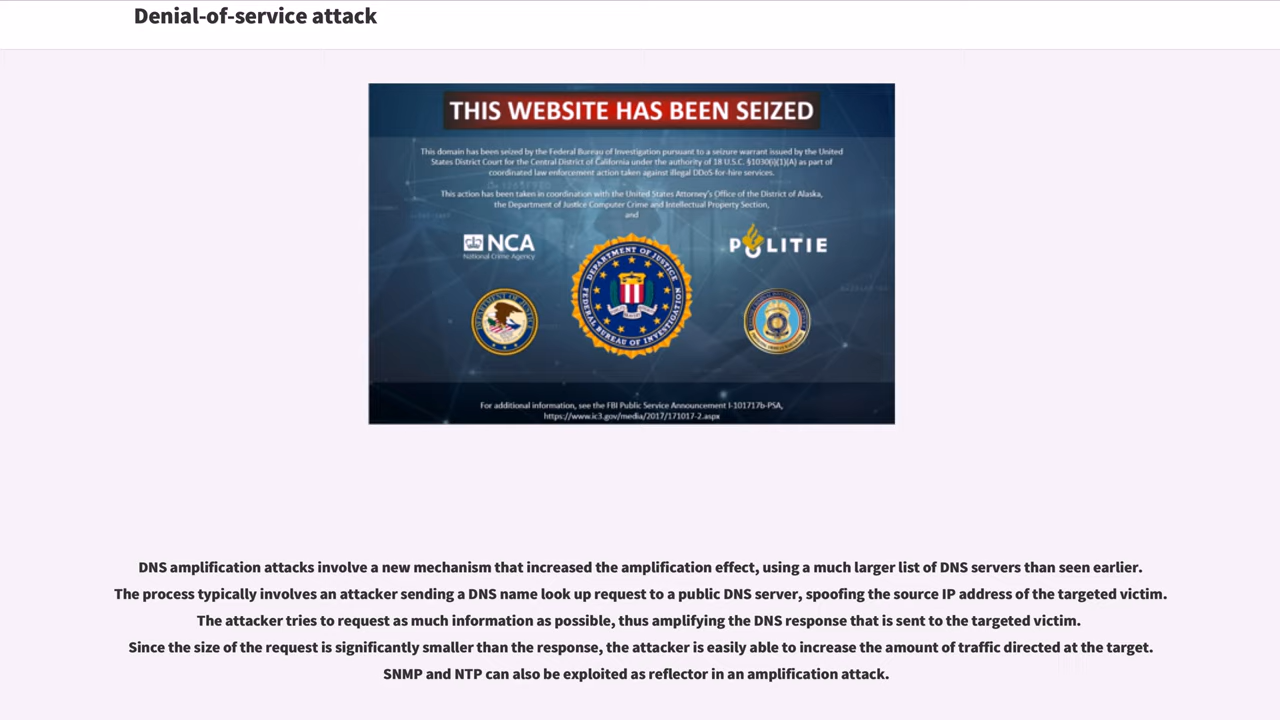 Denial-of-service attack
THIS WEBSITE HAS BEEN SEIZED
This domain has been seized by the Federal Bureau of Investigation pursuant to a seizure warrant issued by the United
States District Court for the Central District of California under the authority of 18 U.S.C. §1030(i)(1)(A) as part of
coordinated law enforcement action taken against illegal DDoS-for-hire services.
This action has been taken in coordination with the United States Attorney's Office of the District of Alaska,
the Department of Justice Computer Crime and Intellectual Property Section,
and
NCA
National Crime Agency
POLITIE
DEPARTMENT OF JUSTICE
FEDERAL BUREAU OF INVESTIGATION
For additional information, see the FBI Public Service Announcement I-101717b-PSA,
https://www.ic3.gov/media/2017/171017-2.aspx
DNS amplification attacks involve a new mechanism that increased the amplification effect, using a much larger list of DNS servers than seen earlier.
The process typically involves an attacker sending a DNS name look up request to a public DNS server, spoofing the source IP address of the targeted victim.
The attacker tries to request as much information as possible, thus amplifying the DNS response that is sent to the targeted victim.
Since the size of the request is significantly smaller than the response, the attacker is easily able to increase the amount of traffic directed at the target.
SNMP and NTP can also be exploited as reflector in an amplification attack.